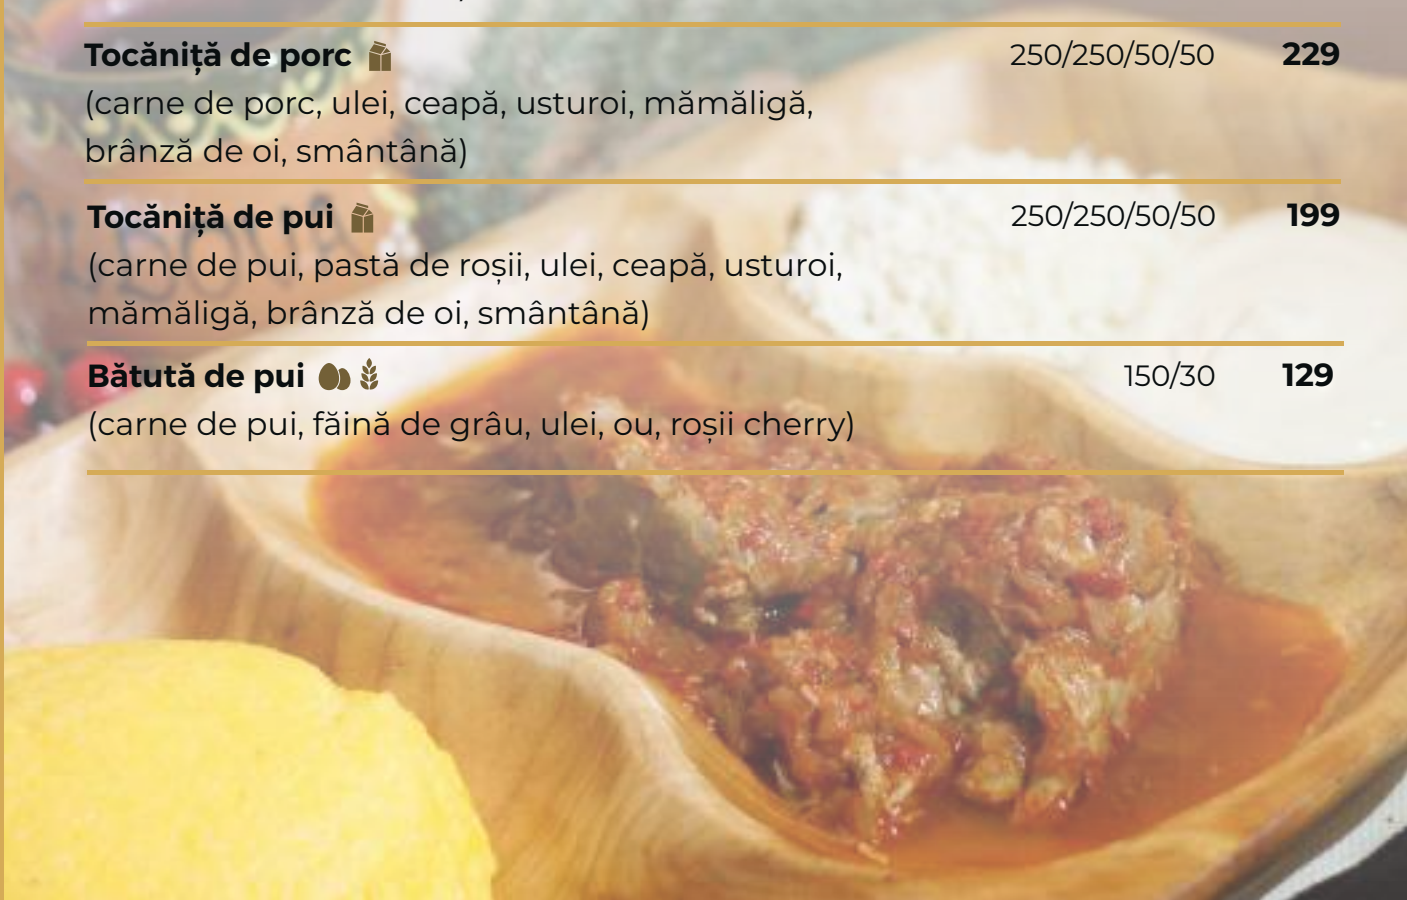 Tocăniță de porc 250/250/50/50 229
(carne de porc, ulei, ceapă, usturoi, mămăligă,
brânză de oi, smântână)
Tocăniță de pui 250/250/50/50 199
(carne de pui, pastă de roșii, ulei, ceapă, usturoi,
mămăligă, brânză de oi, smântână)
Bătută de pui 150/30 129
(carne de pui, făină de grâu, ulei, ou, roșii cherry)